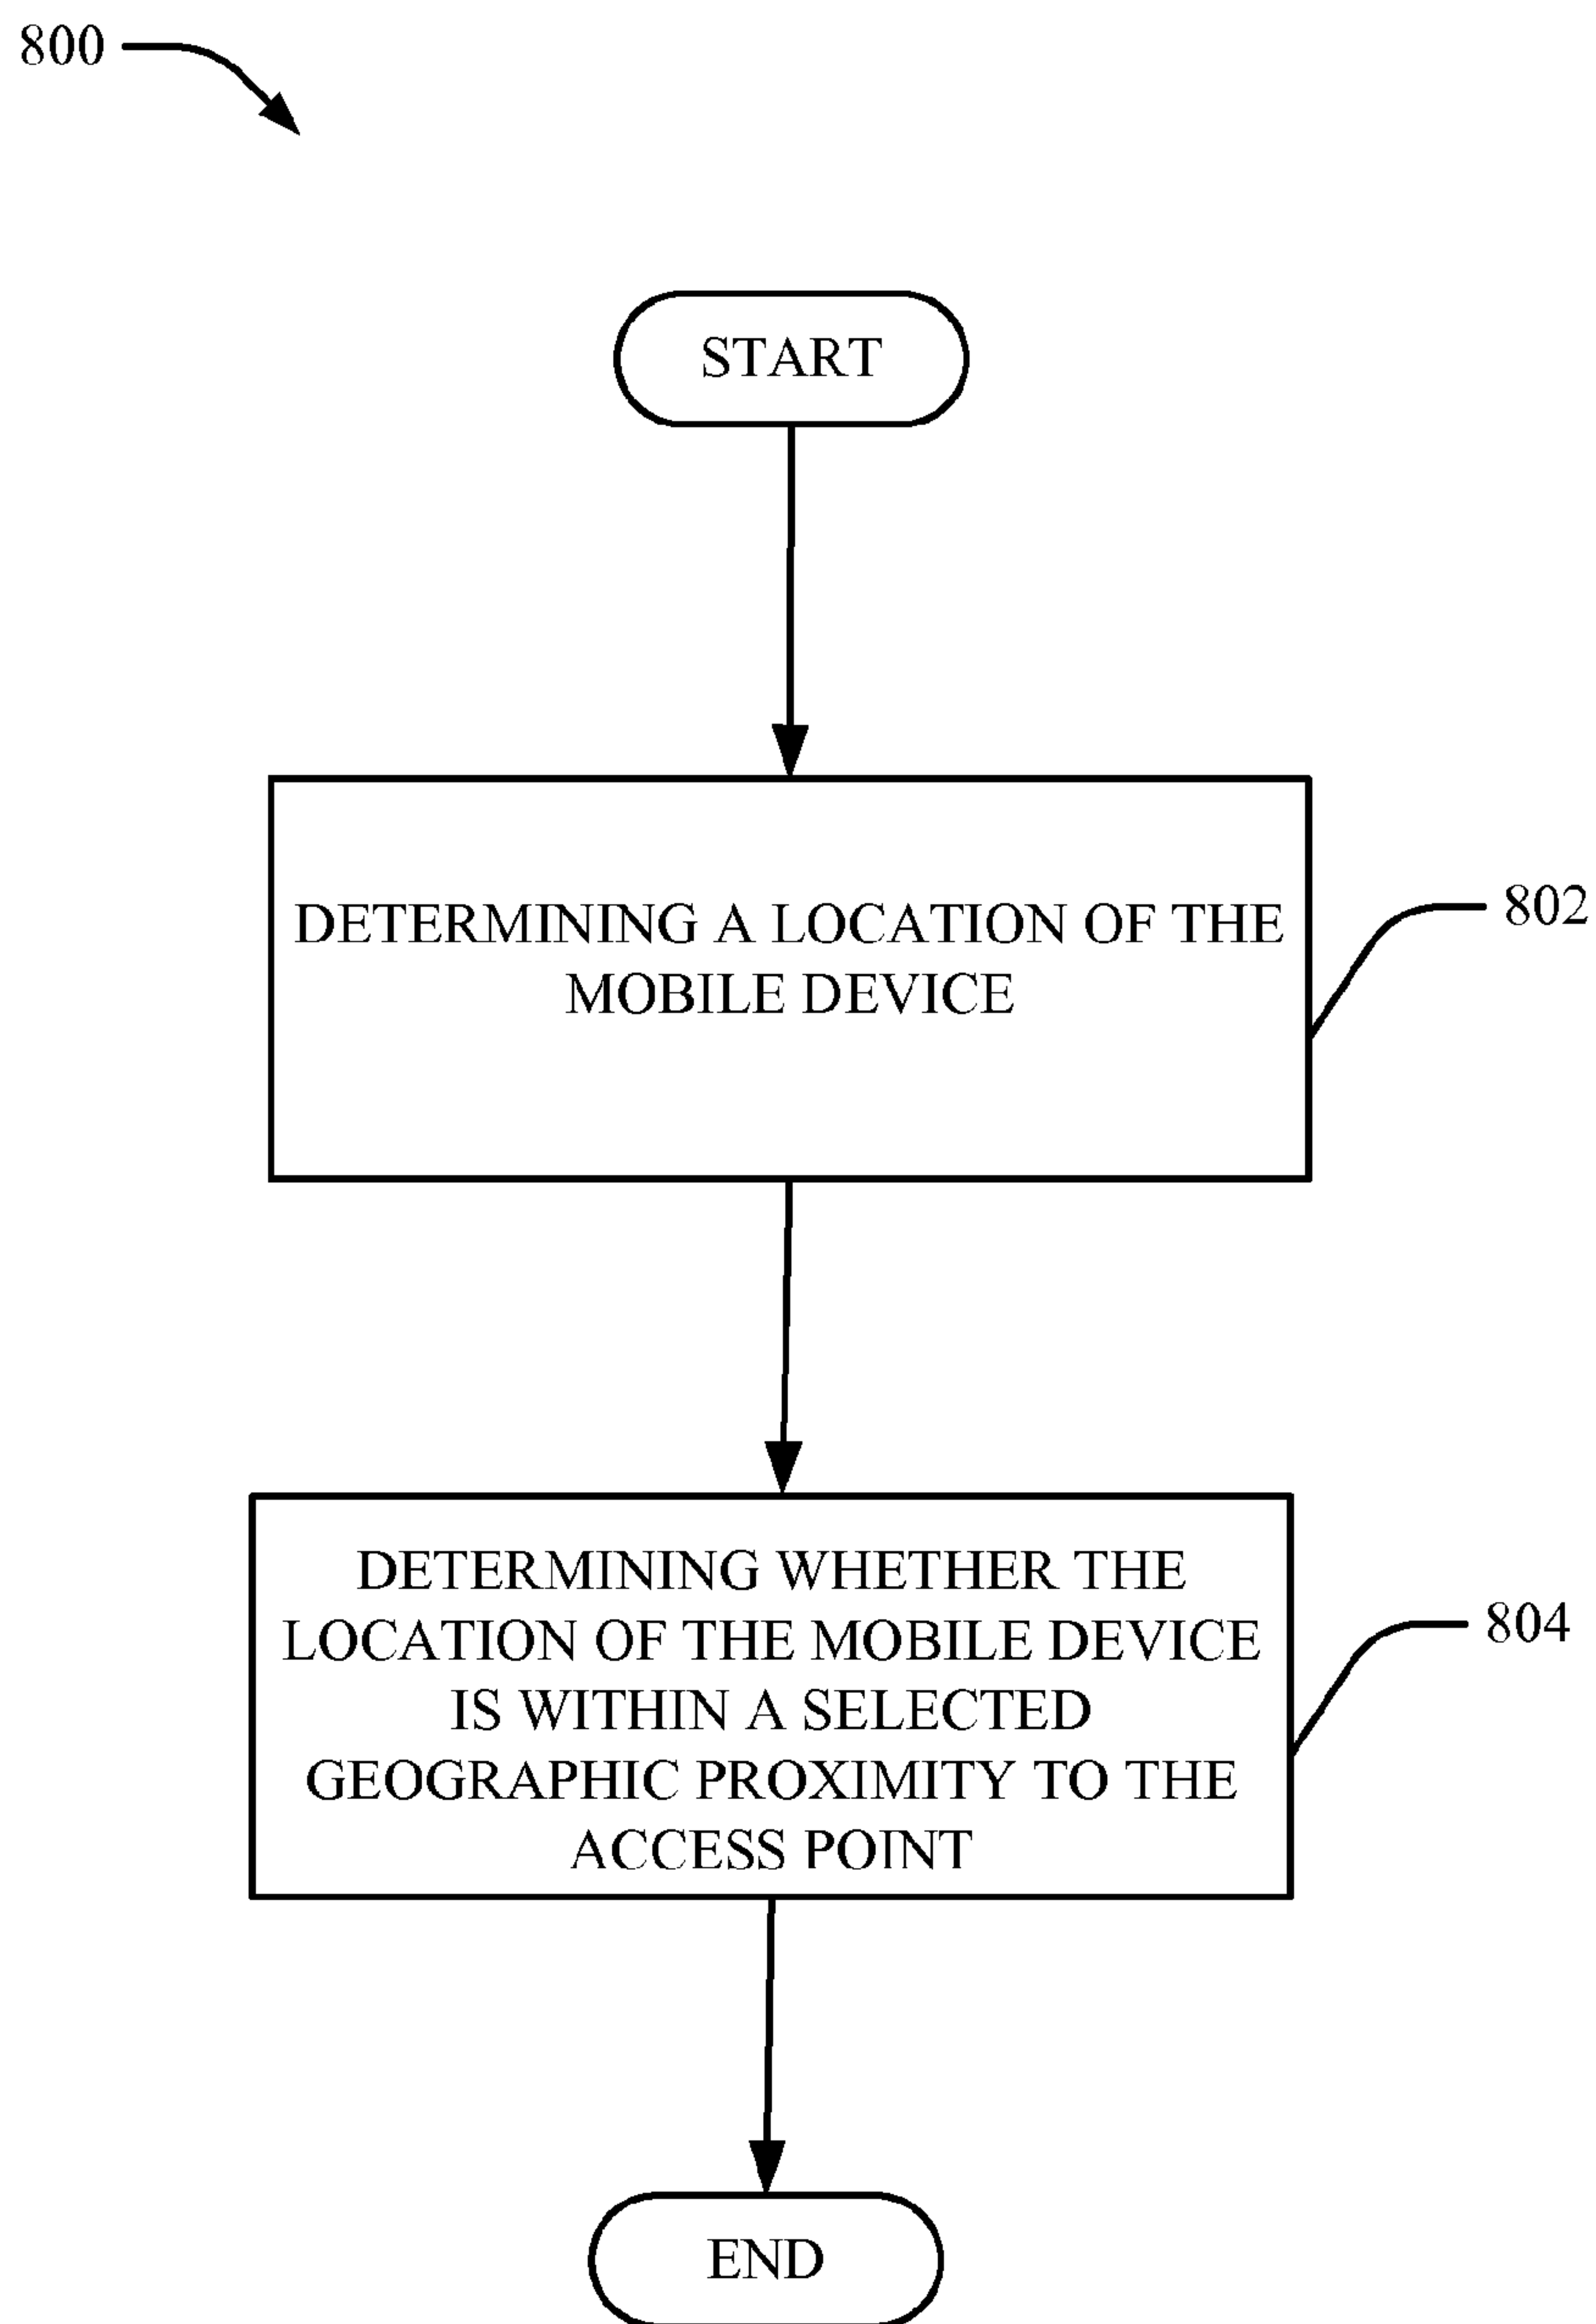 800
START
DETERMINING A LOCATION OF THE
MOBILE DEVICE
802
DETERMINING WHETHER THE
LOCATION OF THE MOBILE DEVICE
IS WITHIN A SELECTED
GEOGRAPHIC PROXIMITY TO THE
ACCESS POINT
804
END